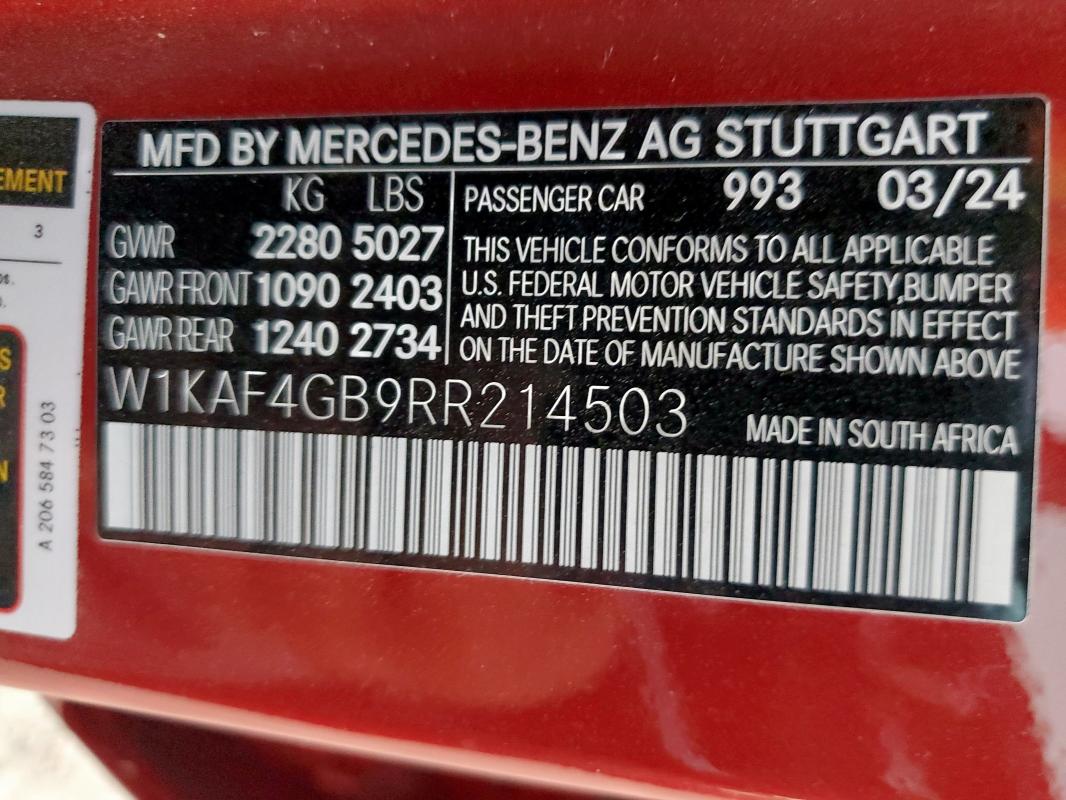 MFD BY MERCEDES-BENZ AG STUTTGART
KG LBS
GVWR 2280 5027
GAWR FRONT 1090 2403
GAWR REAR 1240 2734
PASSENGER CAR 993 03/24
THIS VEHICLE CONFORMS TO ALL APPLICABLE
U.S. FEDERAL MOTOR VEHICLE SAFETY,BUMPER
AND THEFT PREVENTION STANDARDS IN EFFECT
ON THE DATE OF MANUFACTURE SHOWN ABOVE
W1KAF4GB9RR214503
MADE IN SOUTH AFRICA
EMENT
3
A 206 584 73 03